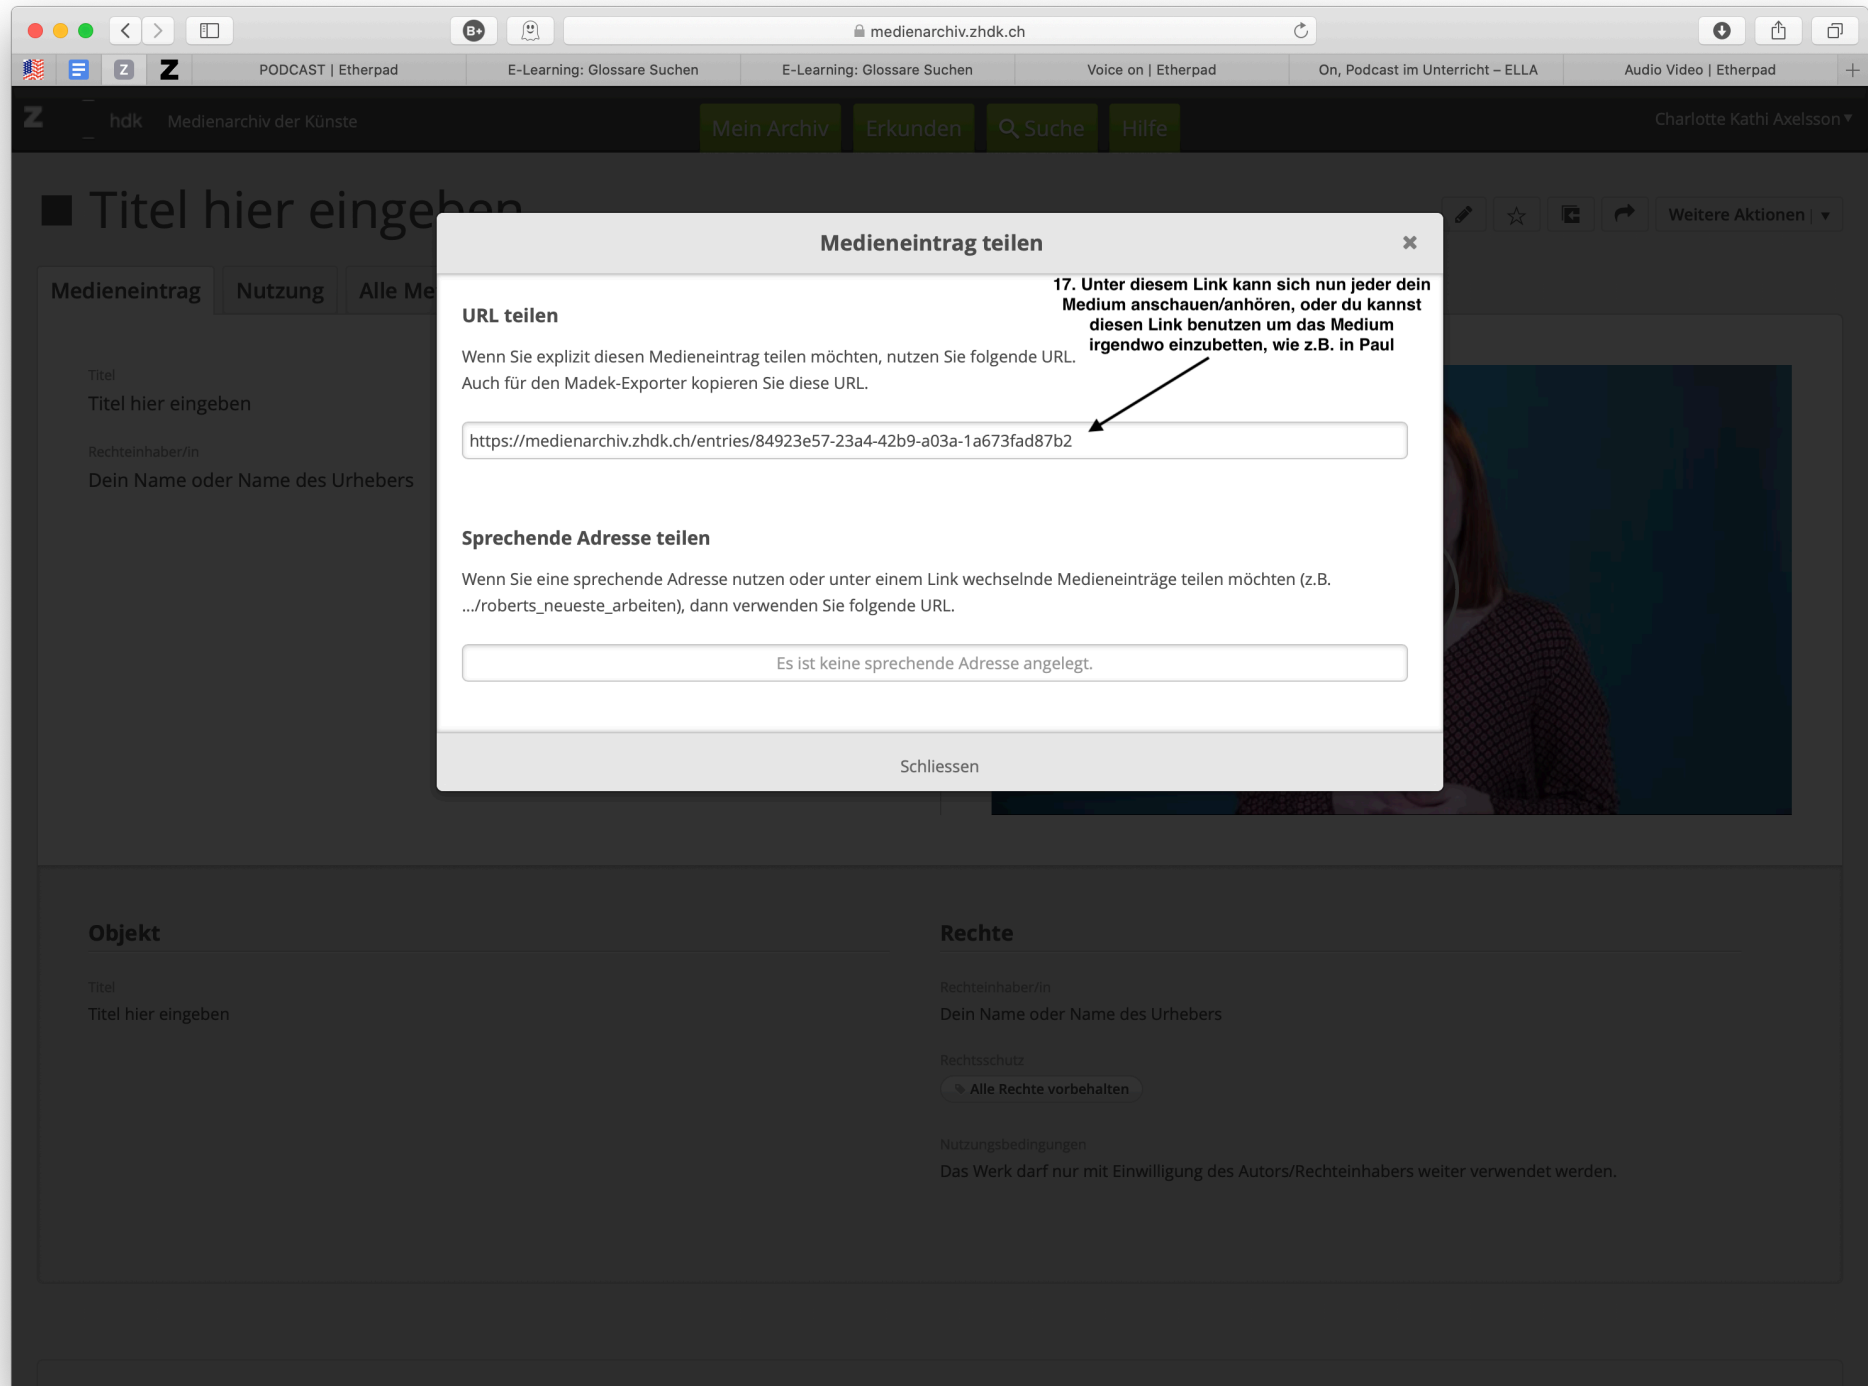 medienarchiv.zhdk.ch
PODCAST | Etherpad
E-Learning: Glossare Suchen
E-Learning: Glossare Suchen
Voice on | Etherpad
On, Podcast im Unterricht – ELLA
Audio Video | Etherpad
Z hdk Medienarchiv der Künste
Mein Archiv
Erkunden
Suche
Hilfe
Charlotte Kathi Axelsson
Titel hier eingeben
Weitere Aktionen
Medieneintrag
Nutzung
Alle Me
Titel
Titel hier eingeben
Rechteinhaber/in
Dein Name oder Name des Urhebers
Medieneintrag teilen
17. Unter diesem Link kann sich nun jeder dein
Medium anschauen/anhören, oder du kannst
diesen Link benutzen um das Medium
irgendwo einzubetten, wie z.B. in Paul
URL teilen
Wenn Sie explizit diesen Medieneintrag teilen möchten, nutzen Sie folgende URL.
Auch für den Madek-Exporter kopieren Sie diese URL.
https://medienarchiv.zhdk.ch/entries/84923e57-23a4-42b9-a03a-1a673fad87b2
Sprechende Adresse teilen
Wenn Sie eine sprechende Adresse nutzen oder unter einem Link wechselnde Medieneinträge teilen möchten (z.B.
.../roberts_neueste_arbeiten), dann verwenden Sie folgende URL.
Es ist keine sprechende Adresse angelegt.
Schliessen
Objekt
Titel
Titel hier eingeben
Rechte
Rechteinhaber/in
Dein Name oder Name des Urhebers
Rechtsschutz
Alle Rechte vorbehalten
Nutzungsbedingungen
Das Werk darf nur mit Einwilligung des Autors/Rechteinhabers weiter verwendet werden.